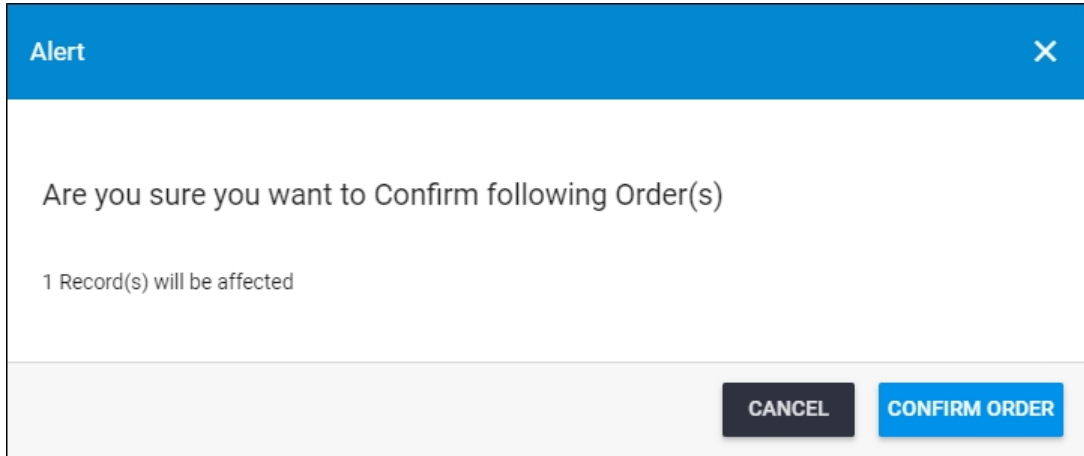 Alert
Are you sure you want to Confirm following Order(s)
1 Record(s) will be affected
CANCEL
CONFIRM ORDER